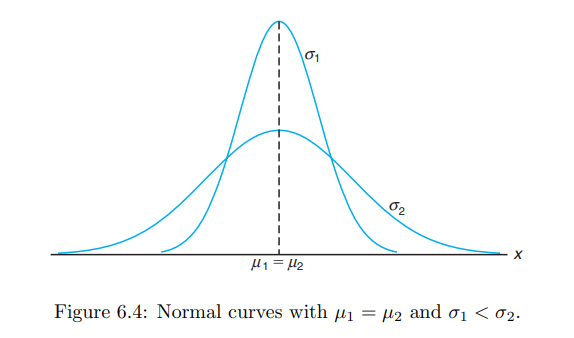 σ₁
σ₂
x
μ₁ = μ₂
Figure 6.4: Normal curves with μ₁ = μ₂ and σ₁ < σ₂.